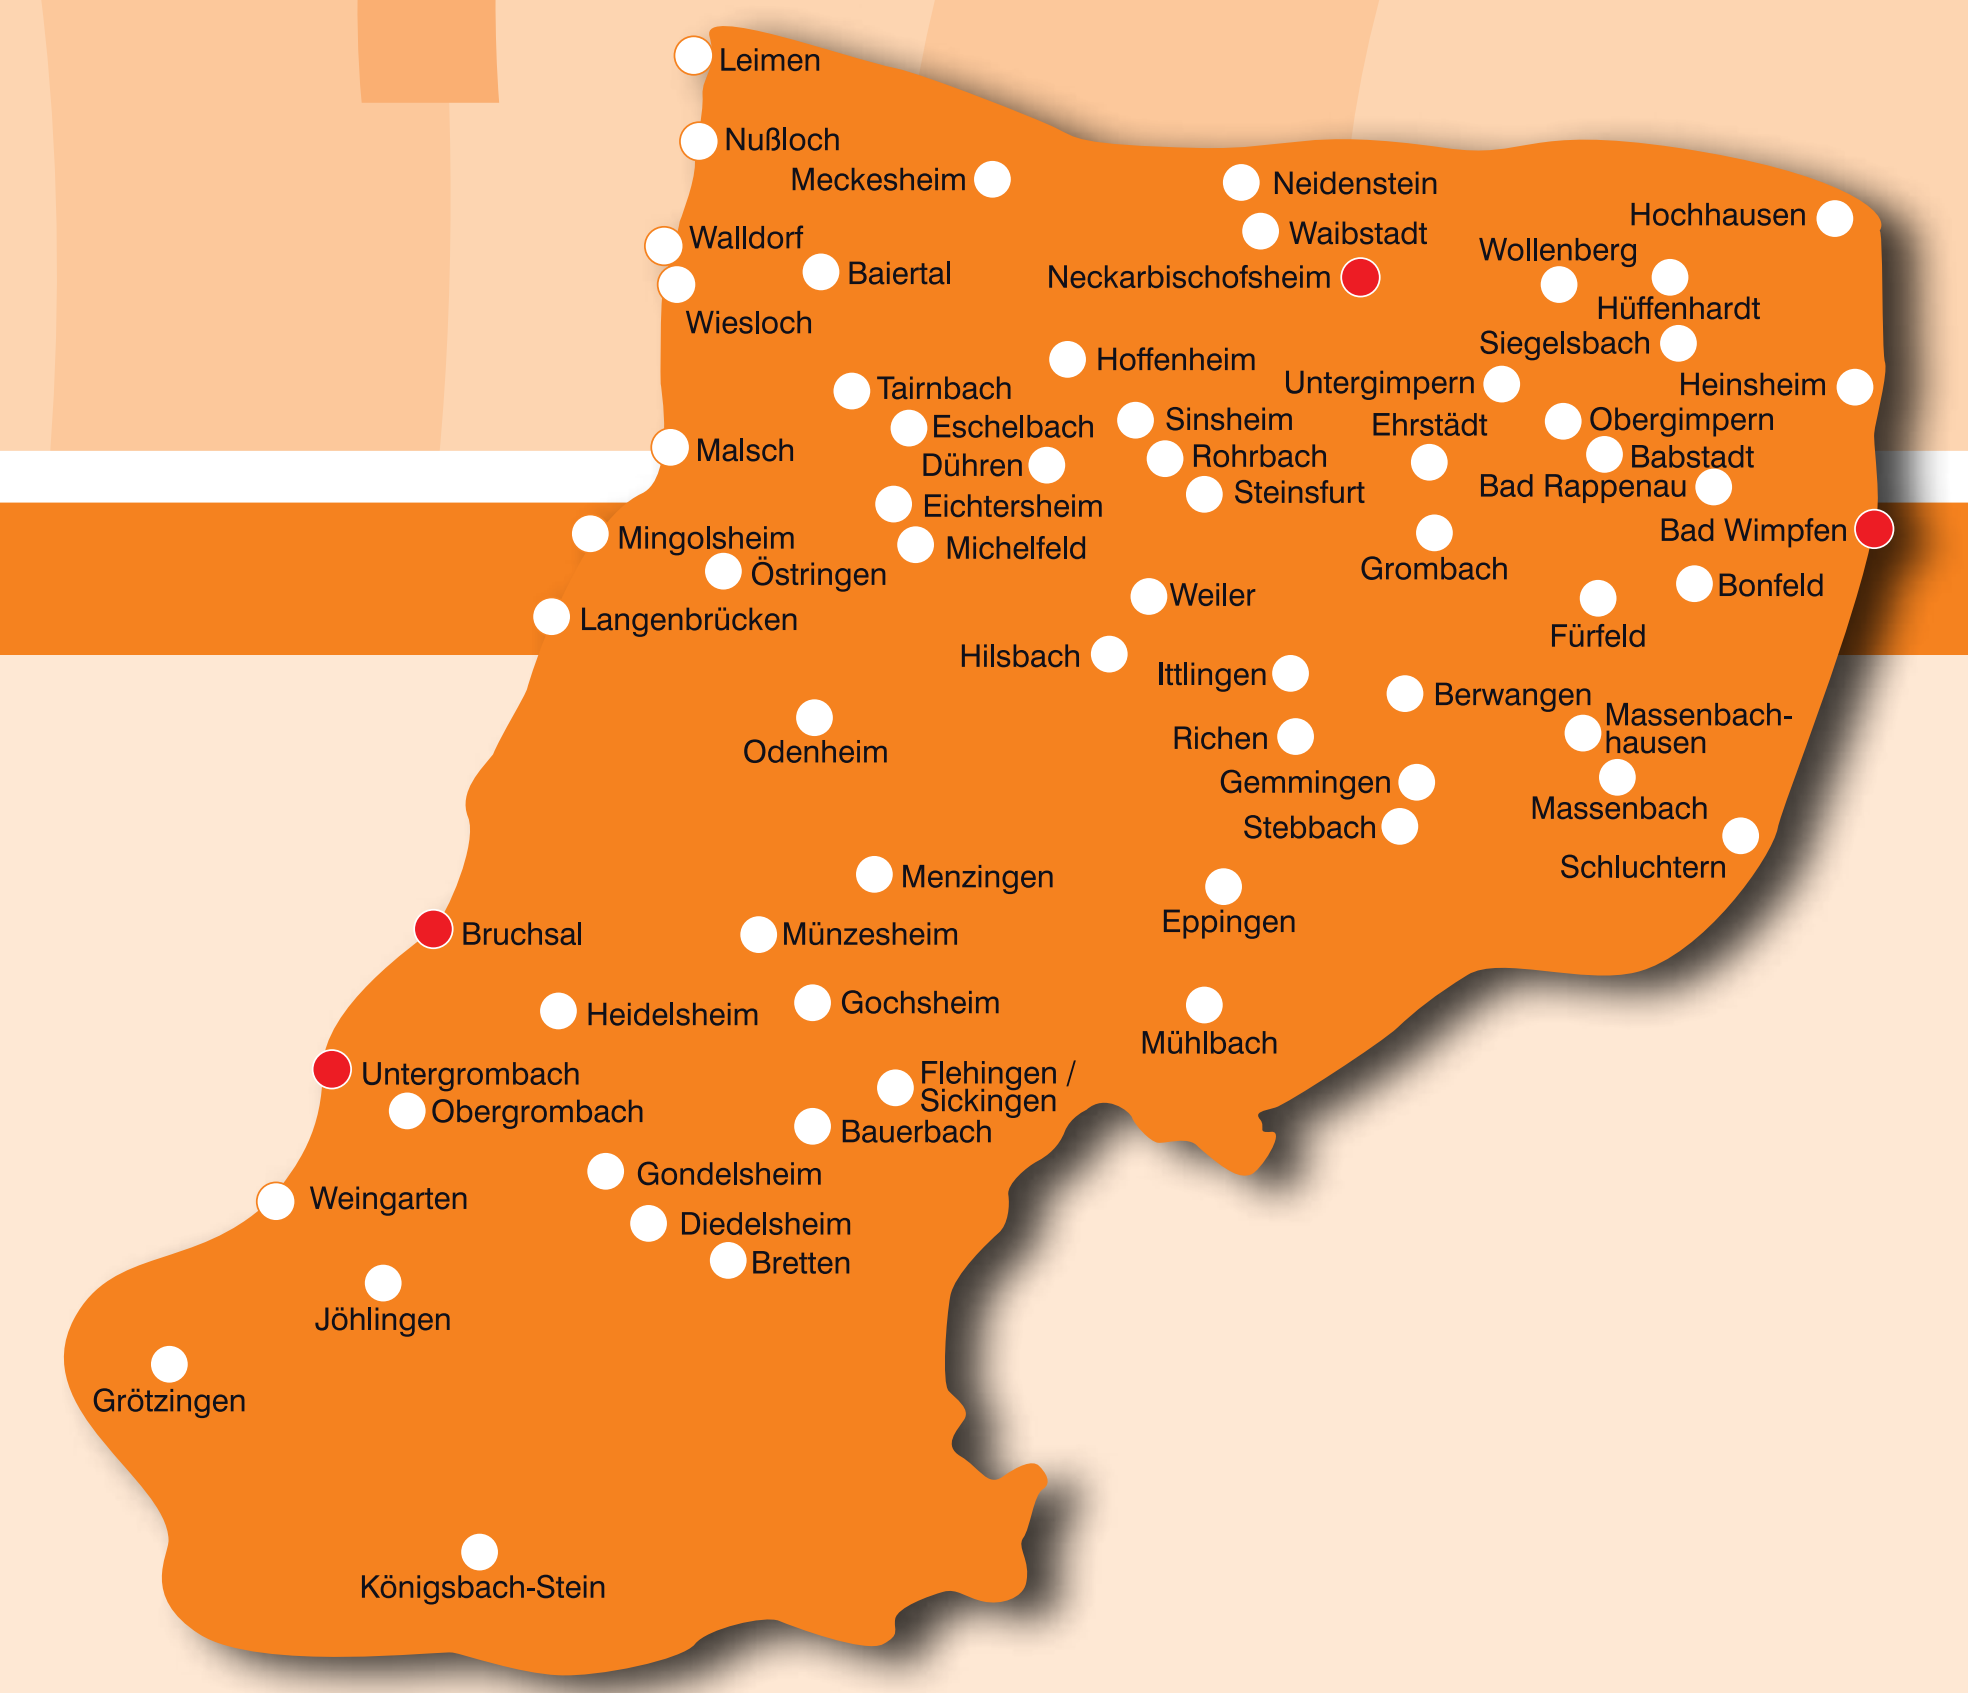 Leimen
Nußloch
Meckesheim
Neidenstein
Hochhausen
Waibstadt
Walldorf
Wollenberg
Baiertal
Neckarbischofsheim
Hüffenhardt
Wiesloch
Siegelsbach
Hoffenheim
Untergimpern
Heinsheim
Tairnbach
Sinsheim
Obergimpern
Ehrstädt
Eschelbach
Malsch
Rohrbach
Babstadt
Dühren
Bad Rappenau
Steinsfurt
Eichtersheim
Bad Wimpfen
Mingolsheim
Michelfeld
Grombach
Östringen
Bonfeld
Weiler
Langenbrücken
Fürfeld
Hilsbach
Ittlingen
Berwangen
Massenbach-
hausen
Richen
Odenheim
Gemmingen
Massenbach
Stebbach
Schluchtern
Menzingen
Eppingen
Bruchsal
Münzesheim
Gochsheim
Heidelsheim
Mühlbach
Untergrombach
Flehingen /
Sickingen
Obergrombach
Bauerbach
Gondelsheim
Weingarten
Diedelsheim
Bretten
Jöhlingen
Grötzingen
Königsbach-Stein